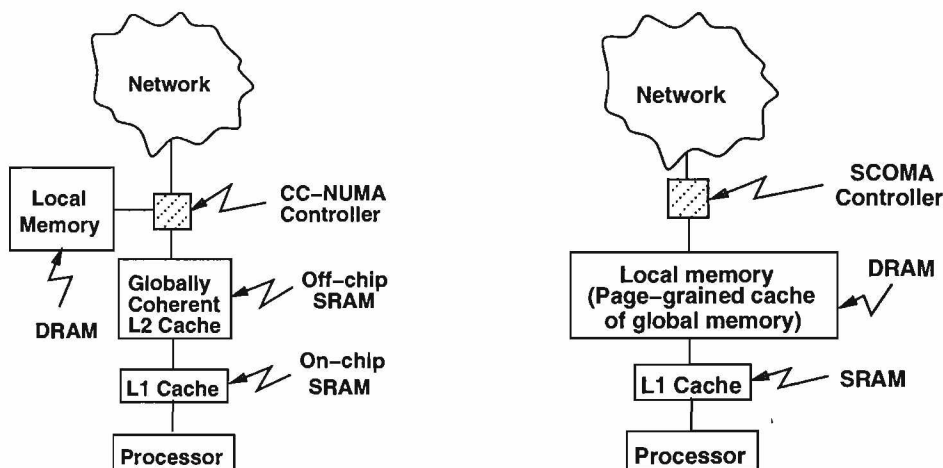 Network
Local
Memory
CC-NUMA
Controller
Globally
Coherent
L2 Cache
Off-chip
SRAM
DRAM
On-chip
SRAM
L1 Cache
Processor
Network
SCOMA
Controller
Local memory
(Page-grained cache
of global memory)
DRAM
L1 Cache
SRAM
Processor